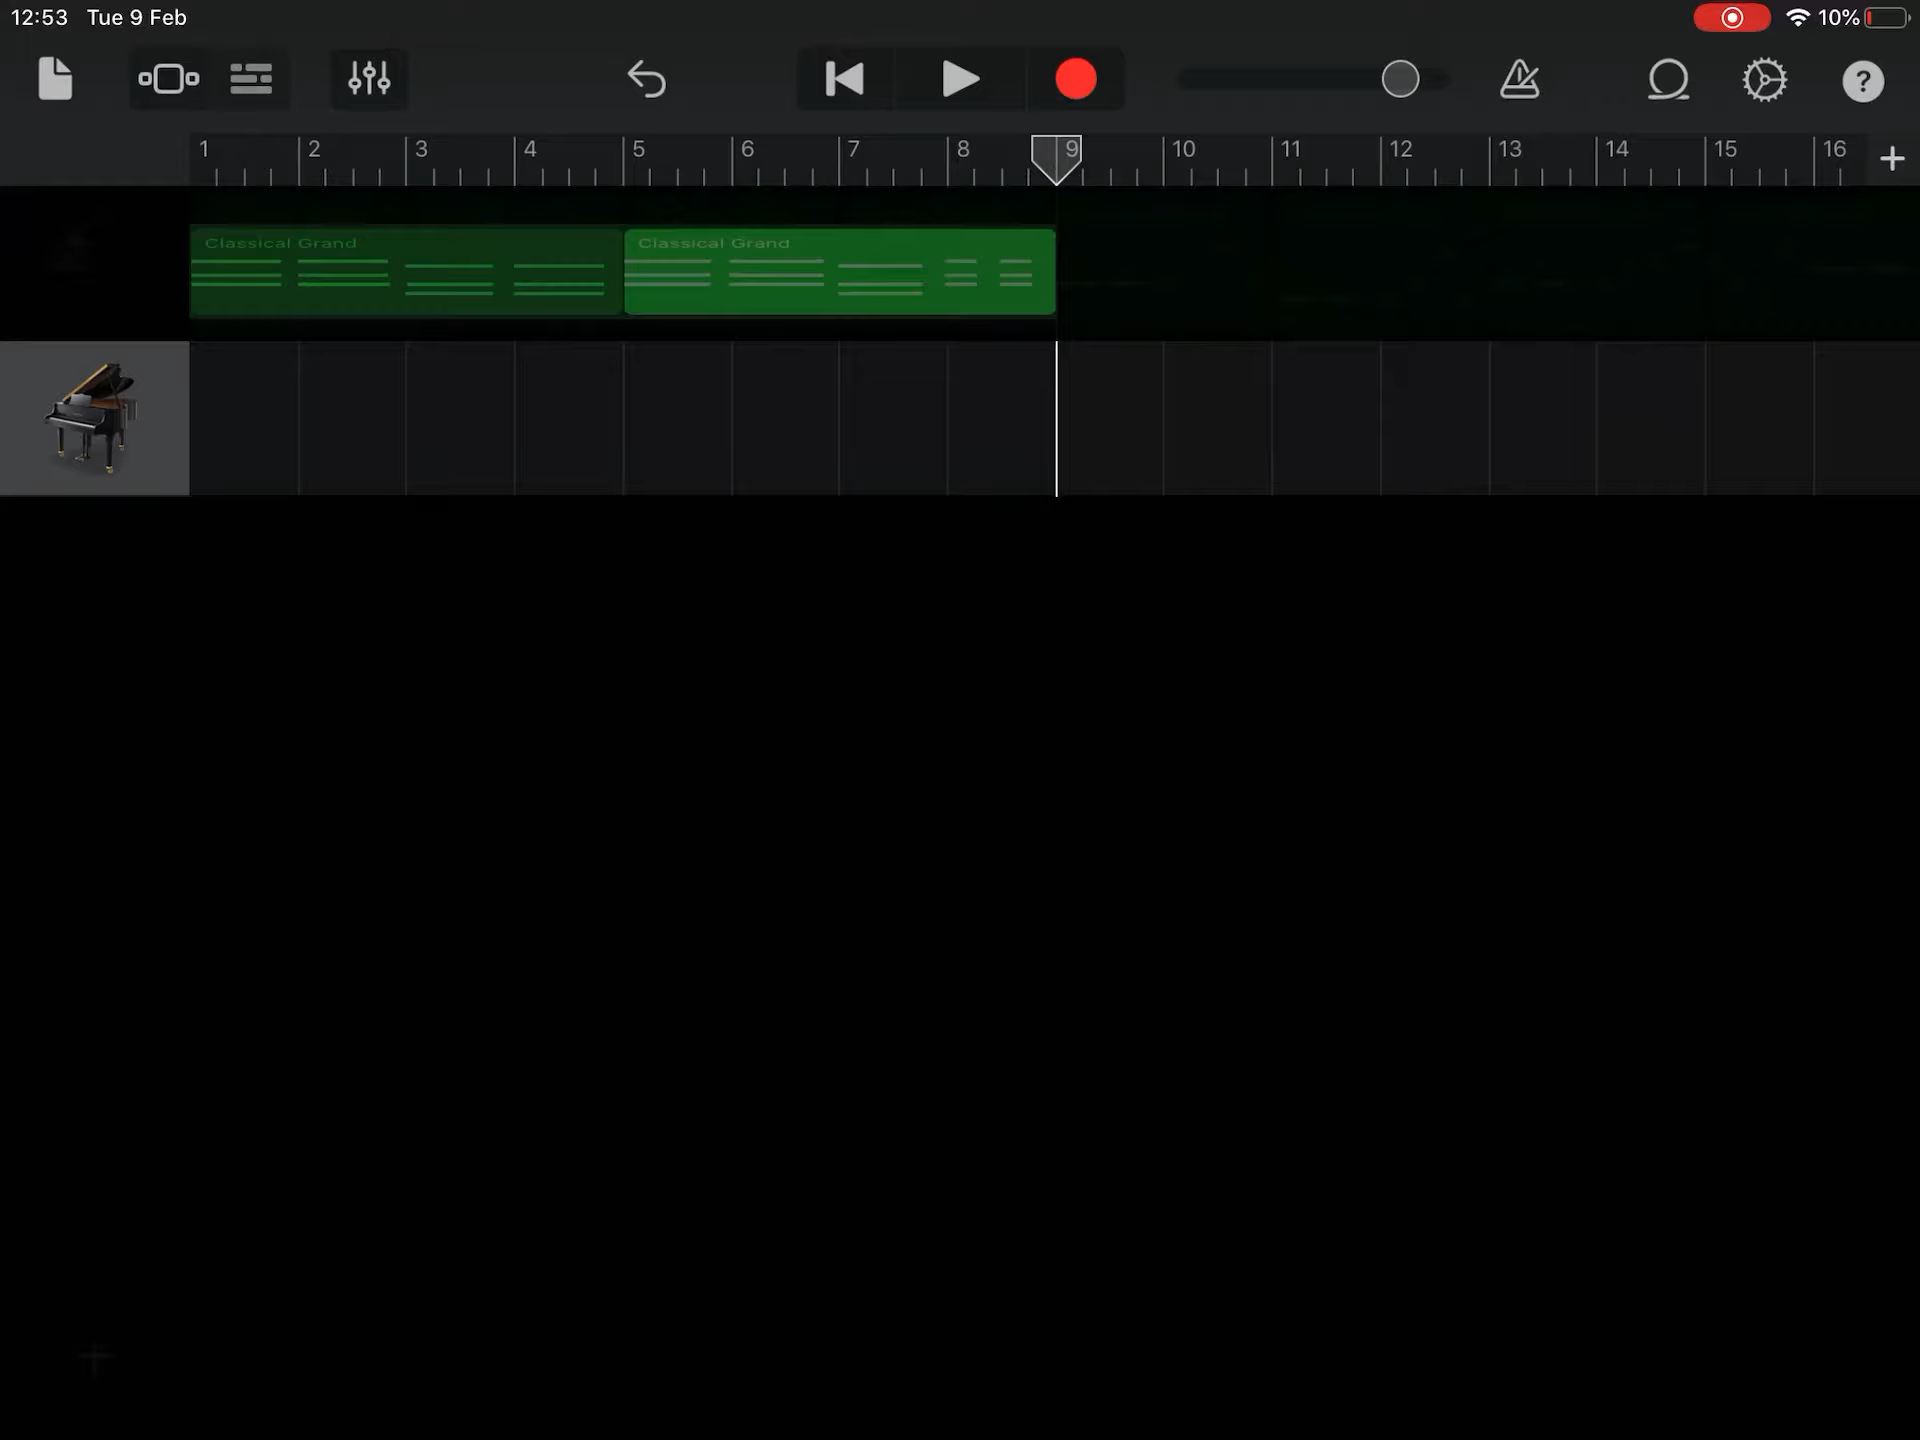 12:53 Tue 9 Feb 10%
?
1 2 3 4 5 6 7 8 9 10 11 12 13 14 15 16 +
Classical Grand Classical Grand